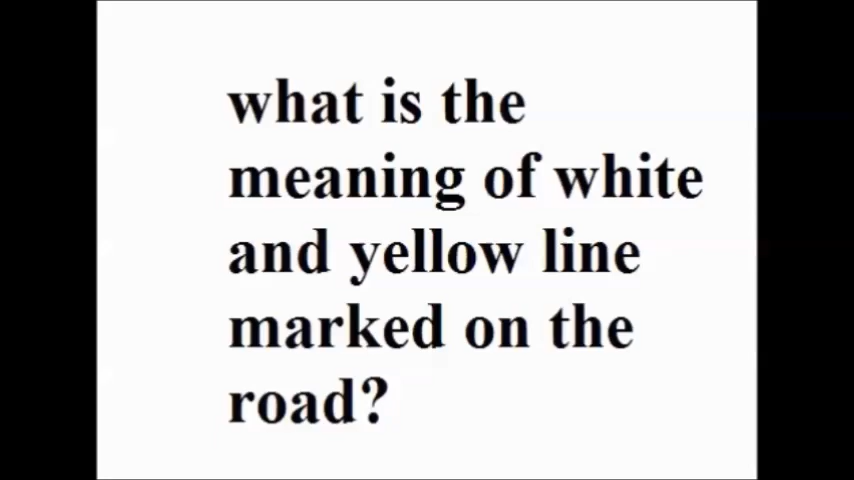 what is the
meaning of white
and yellow line
marked on the
road?